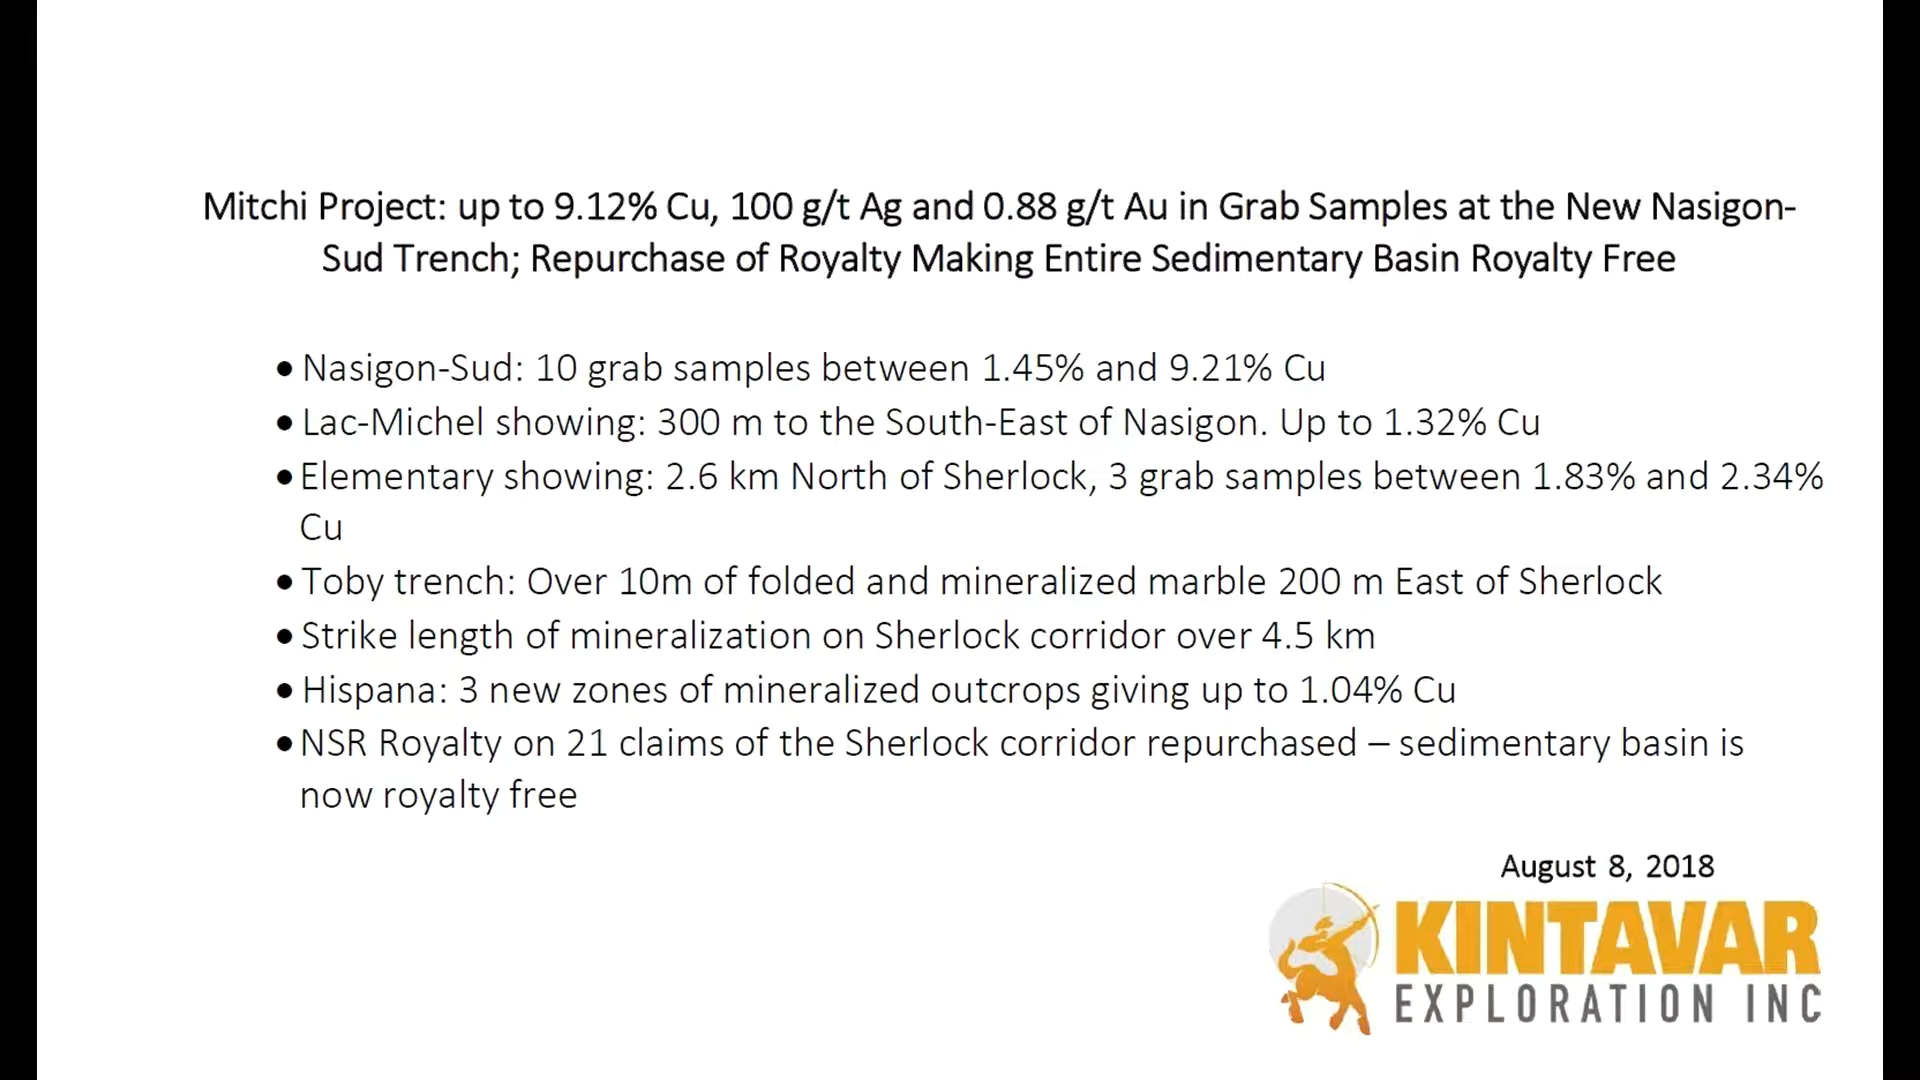 Mitchi Project: up to 9.12% Cu, 100 g/t Ag and 0.88 g/t Au in Grab Samples at the New Nasigon-
Sud Trench; Repurchase of Royalty Making Entire Sedimentary Basin Royalty Free
• Nasigon-Sud: 10 grab samples between 1.45% and 9.21% Cu
• Lac-Michel showing: 300 m to the South-East of Nasigon. Up to 1.32% Cu
• Elementary showing: 2.6 km North of Sherlock, 3 grab samples between 1.83% and 2.34%
Cu
• Toby trench: Over 10m of folded and mineralized marble 200 m East of Sherlock
• Strike length of mineralization on Sherlock corridor over 4.5 km
• Hispana: 3 new zones of mineralized outcrops giving up to 1.04% Cu
• NSR Royalty on 21 claims of the Sherlock corridor repurchased – sedimentary basin is
now royalty free
August 8, 2018
KINTAVAR
EXPLORATION INC